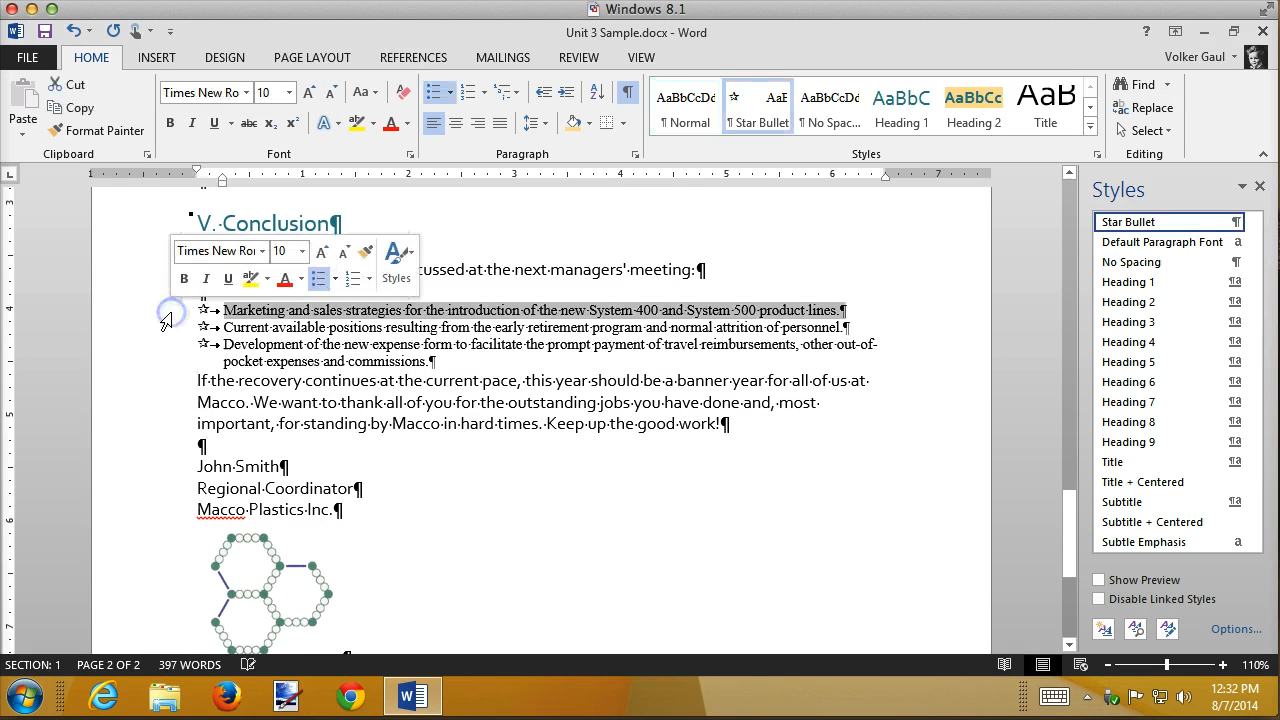 Windows 8.1
Unit 3 Sample.docx - Word
FILE
HOME
INSERT
DESIGN
PAGE LAYOUT
REFERENCES
MAILINGS
REVIEW
VIEW
Volker Gaul
Paste
Cut
Copy
Format Painter
Clipboard
Times New Ro
10
Font
Paragraph
AaBbCcDd
¶ Normal
AaB
¶ Star Bullet
AaBbCcDd
¶ No Spac...
AaBbC
Heading 1
AaBbCc
Heading 2
AaB
Title
Styles
Find
Replace
Select
Editing
1 1 2 3 4 5 6 7
V. Conclusion¶
Times New Ro
10
Styles
cussed at the next managers' meeting:¶
¶
Marketing and sales strategies for the introduction of the new System 400 and System 500 product lines.¶
Current available positions resulting from the early retirement program and normal attrition of personnel.¶
Development of the new expense form to facilitate the prompt payment of travel reimbursements, other out-of-
pocket expenses and commissions.¶
If the recovery continues at the current pace, this year should be a banner year for all of us at
Macco. We want to thank all of you for the outstanding jobs you have done and, most
important, for standing by Macco in hard times. Keep up the good work!¶
¶
John Smith¶
Regional Coordinator¶
Macco Plastics Inc.¶
Styles
Star Bullet ¶
Default Paragraph Font a
No Spacing ¶
Heading 1 ¶a
Heading 2 ¶a
Heading 3 ¶a
Heading 4 ¶a
Heading 5 ¶a
Heading 6 ¶a
Heading 7 ¶a
Heading 8 ¶a
Heading 9 ¶a
Title ¶a
Title + Centered
Subtitle ¶a
Subtitle + Centered
Subtle Emphasis a
Show Preview
Disable Linked Styles
Options...
SECTION: 1
PAGE 2 OF 2
397 WORDS
110%
12:32 PM
8/7/2014